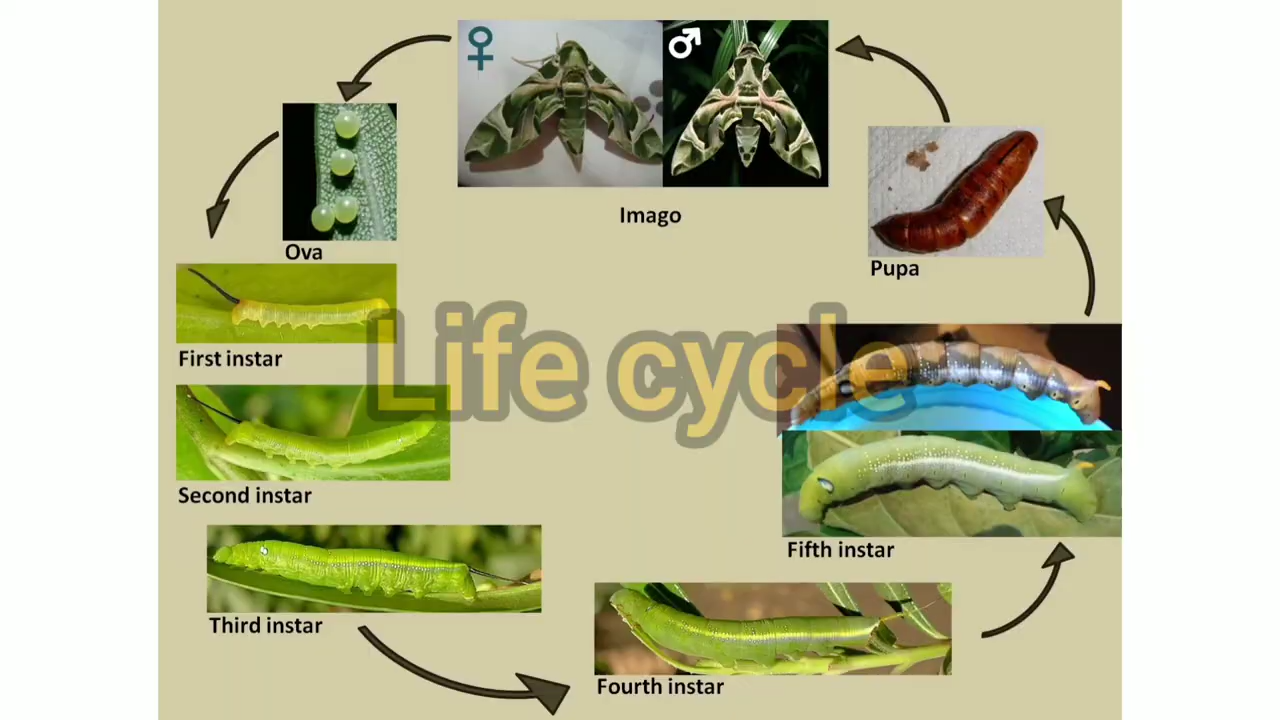 ♀ ♂
Imago
Ova
Pupa
First instar
Life cycle
Second instar
Fifth instar
Third instar
Fourth instar